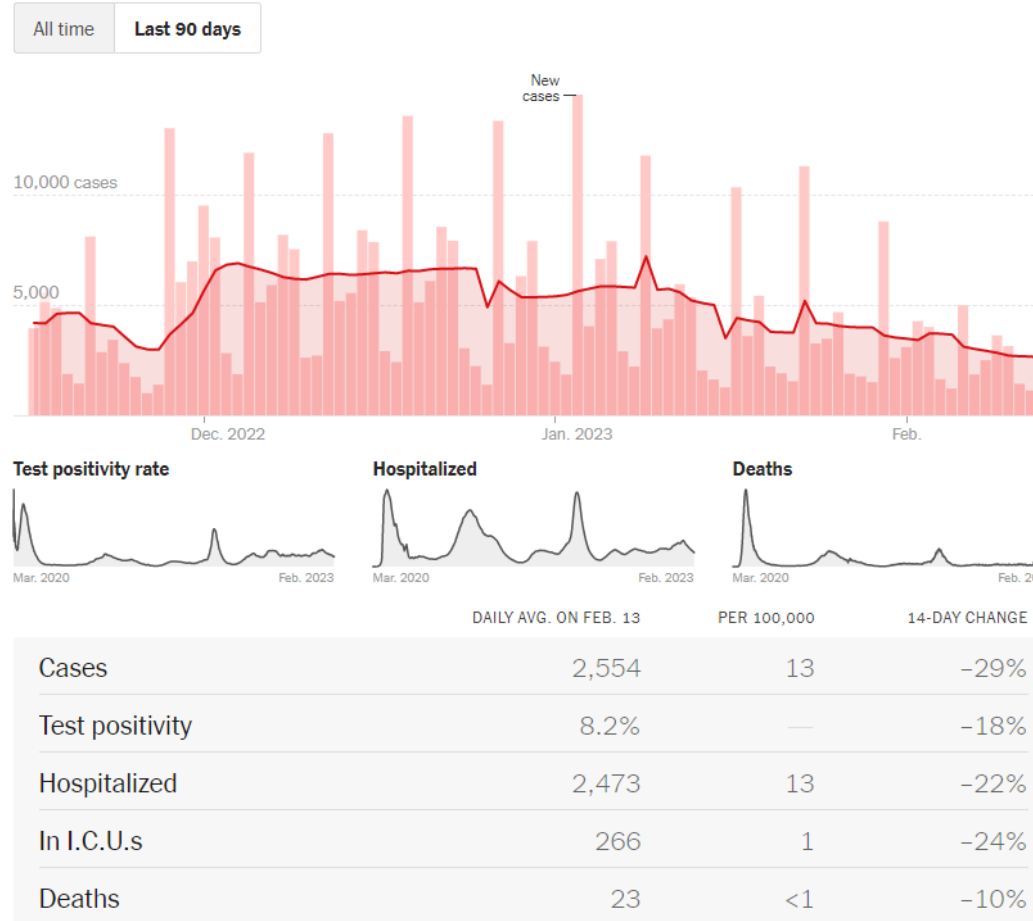 All time Last 90 days
New
cases
10,000 cases
5,000
Dec. 2022 Jan. 2023 Feb.
Test positivity rate Hospitalized Deaths
Mar. 2020 Feb. 2023 Mar. 2020 Feb. 2023 Mar. 2020 Feb. 20
DAILY AVG. ON FEB. 13 PER 100,000 14-DAY CHANGE
Cases 2,554 13 –29%
Test positivity 8.2% — –18%
Hospitalized 2,473 13 –22%
In I.C.U.s 266 1 –24%
Deaths 23 <1 –10%